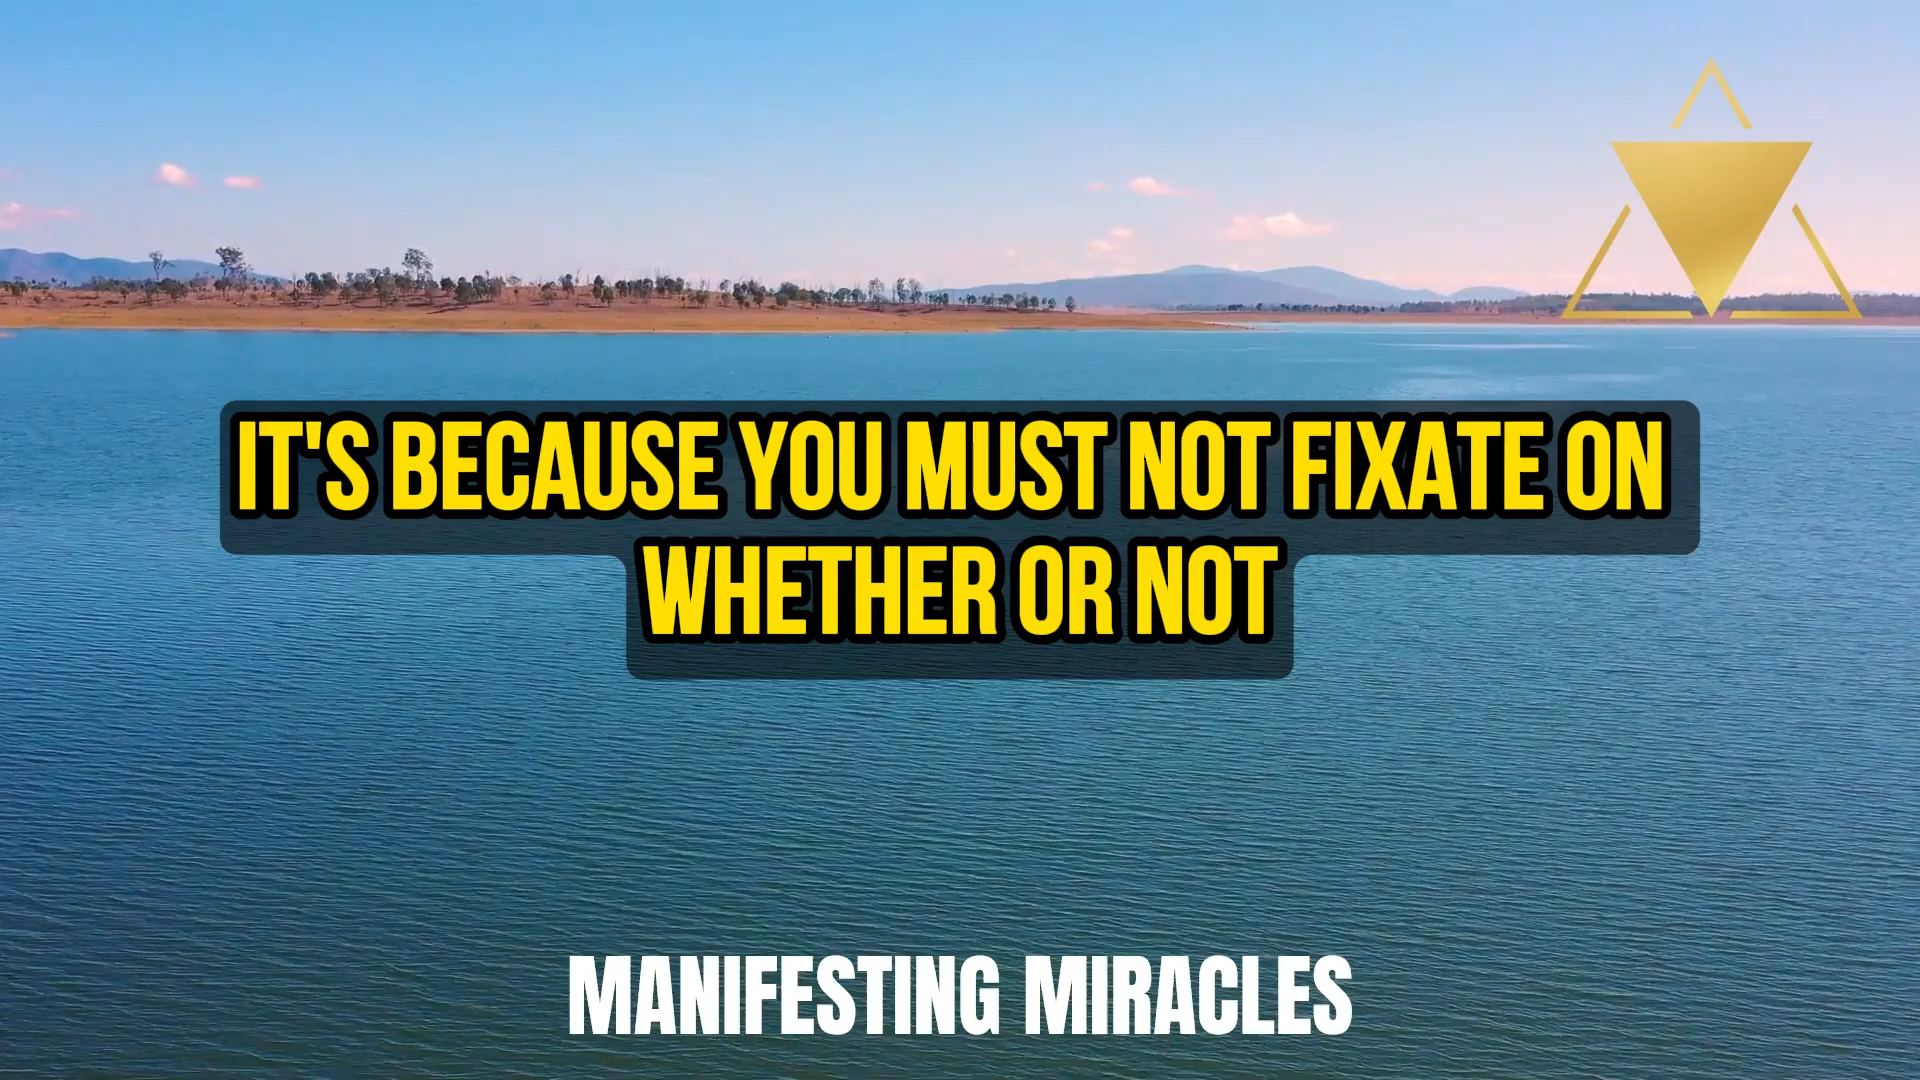 IT'S BECAUSE YOU MUST NOT FIXATE ON
WHETHER OR NOT
MANIFESTING MIRACLES